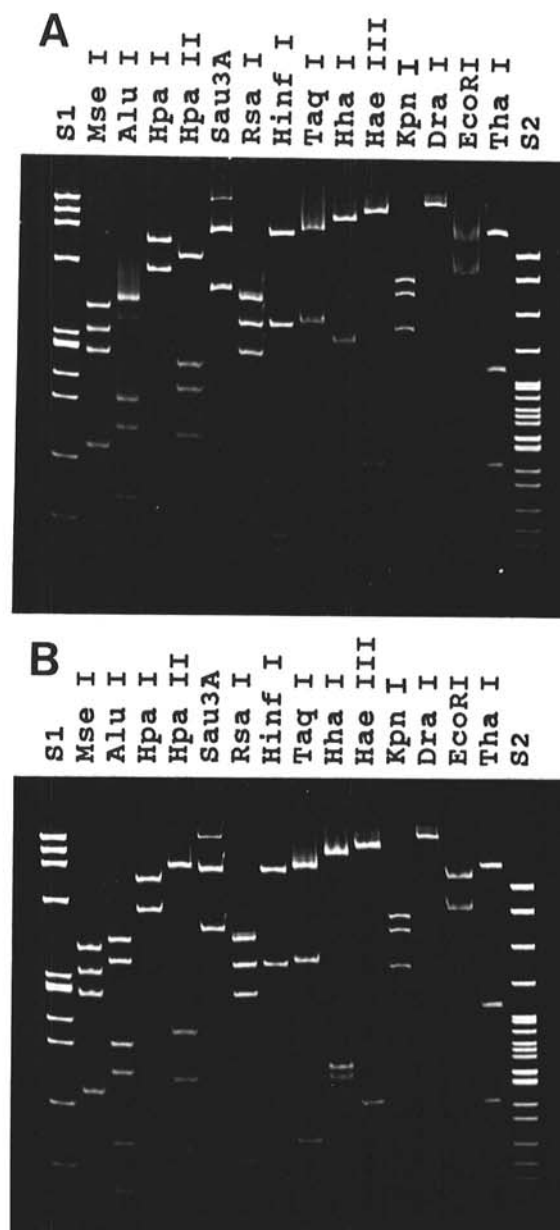 A
S1
Mse I
Alu I
Hpa I
Hpa II
Sau3A
Rsa I
Hinf I
Taq I
Hha I
Hae III
Kpn I
Dra I
EcoRI
Tha I
S2
B
S1
Mse I
Alu I
Hpa I
Hpa II
Sau3A
Rsa I
Hinf I
Taq I
Hha I
Hae III
Kpn I
Dra I
EcoRI
Tha I
S2